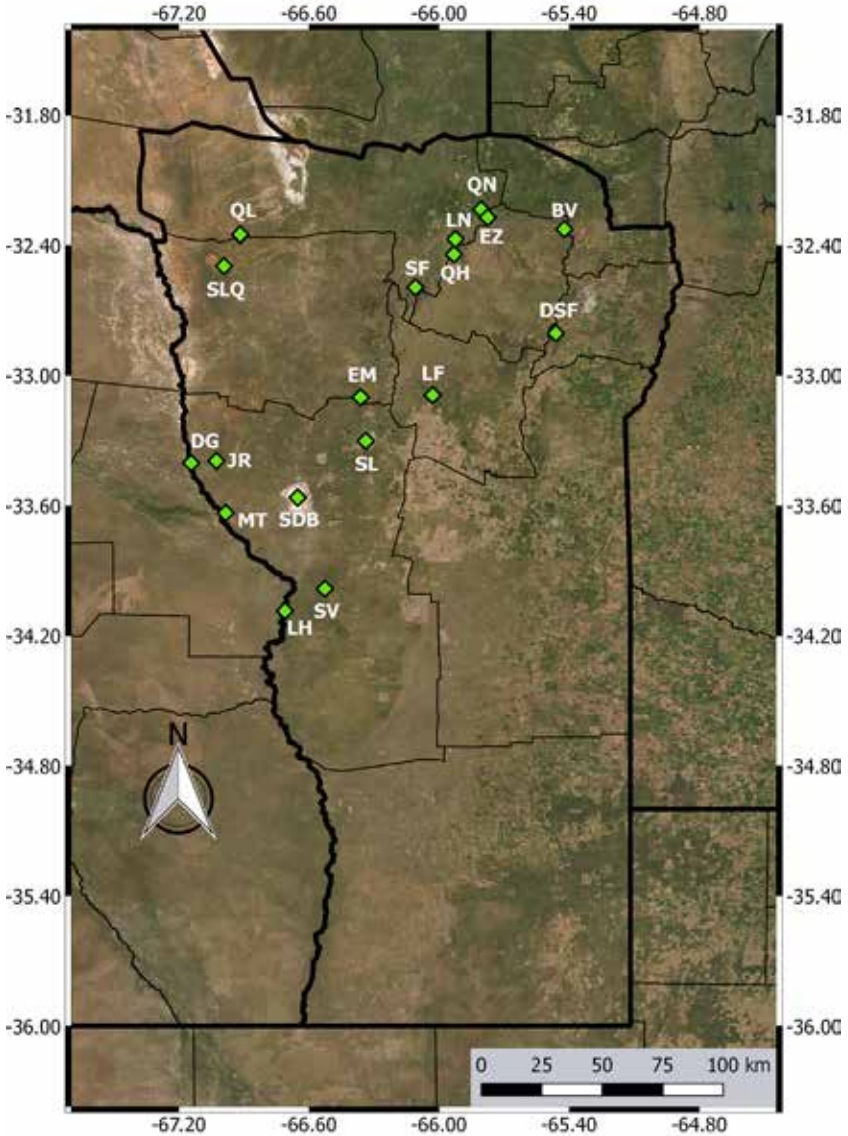 -67.20 -66.60 -66.00 -65.40 -64.80
-31.80 -31.80
QN
QL LN BV
EZ
-32.40 -32.40
SF QH
SLQ
DSF
-33.00 -33.00
EM LF
DG JR SL
-33.60 -33.60
MT SDB
SV
LH
-34.20 -34.20
N
-34.80 -34.80
-35.40 -35.40
-36.00 -36.00
0 25 50 75 100 km
-67.20 -66.60 -66.00 -65.40 -64.80